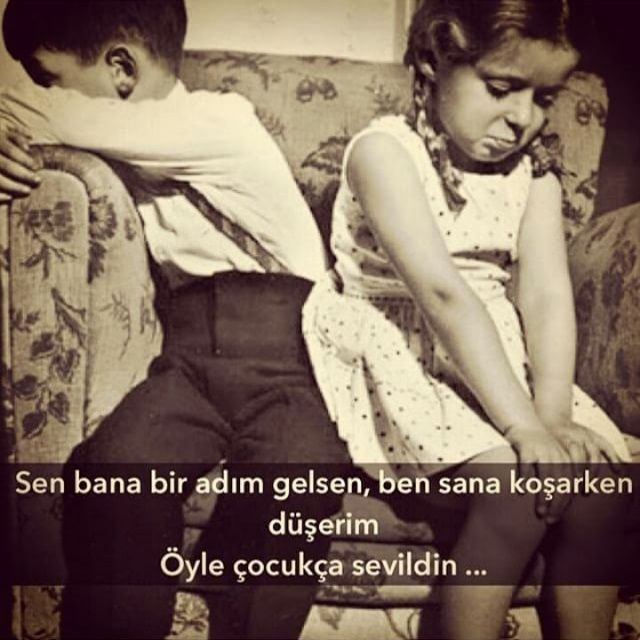 Sen bana bir adım gelsen, ben sana koşarken
düşerim
Öyle çocukça sevildin ...